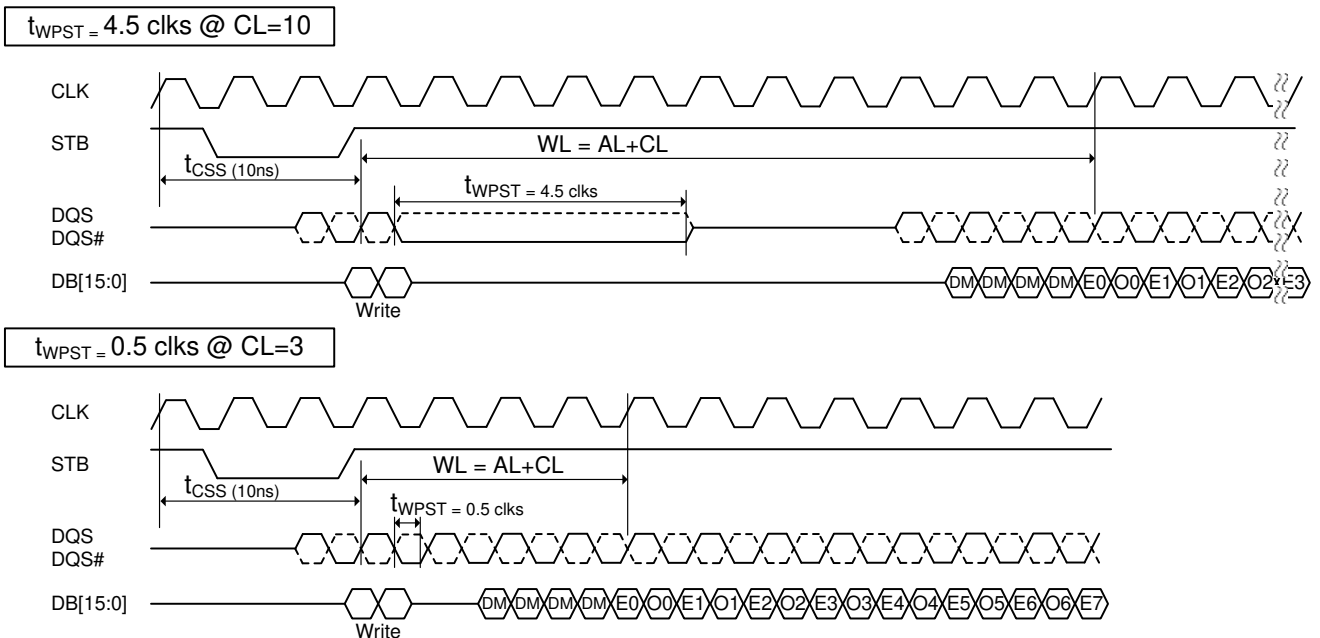 tWPST = 4.5 clks @ CL=10
CLK
STB
WL = AL+CL
tCSS (10ns)
tWPST = 4.5 clks
DQS
DQS#
DB[15:0]
DM DM DM DM E0 O0 E1 O1 E2 O2 E3
Write
tWPST = 0.5 clks @ CL=3
CLK
STB
WL = AL+CL
tCSS (10ns)
tWPST = 0.5 clks
DQS
DQS#
DB[15:0]
DM DM DM DM E0 O0 E1 O1 E2 O2 E3 O3 E4 O4 E5 O5 E6 O6 E7
Write